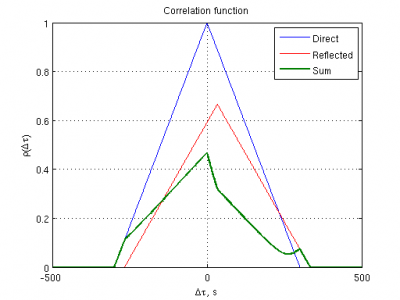 Correlation function
1
0.8
0.6
0.4
0.2
0
-500
0
500
ρ(Δτ)
Δτ, s
Direct
Reflected
Sum